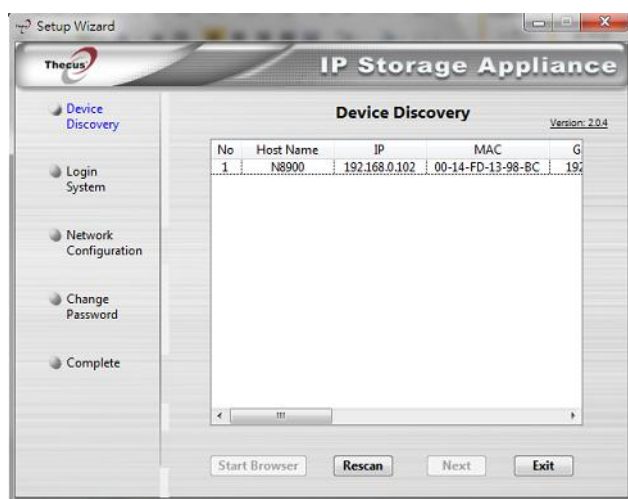 Setup Wizard
Thecus
IP Storage Appliance
Device
Discovery
Login
System
Network
Configuration
Change
Password
Complete
Device Discovery
Version: 2.0.4
No Host Name IP MAC G
1 N8900 192.168.0.102 00-14-FD-13-98-BC 192
Start Browser Rescan Next Exit